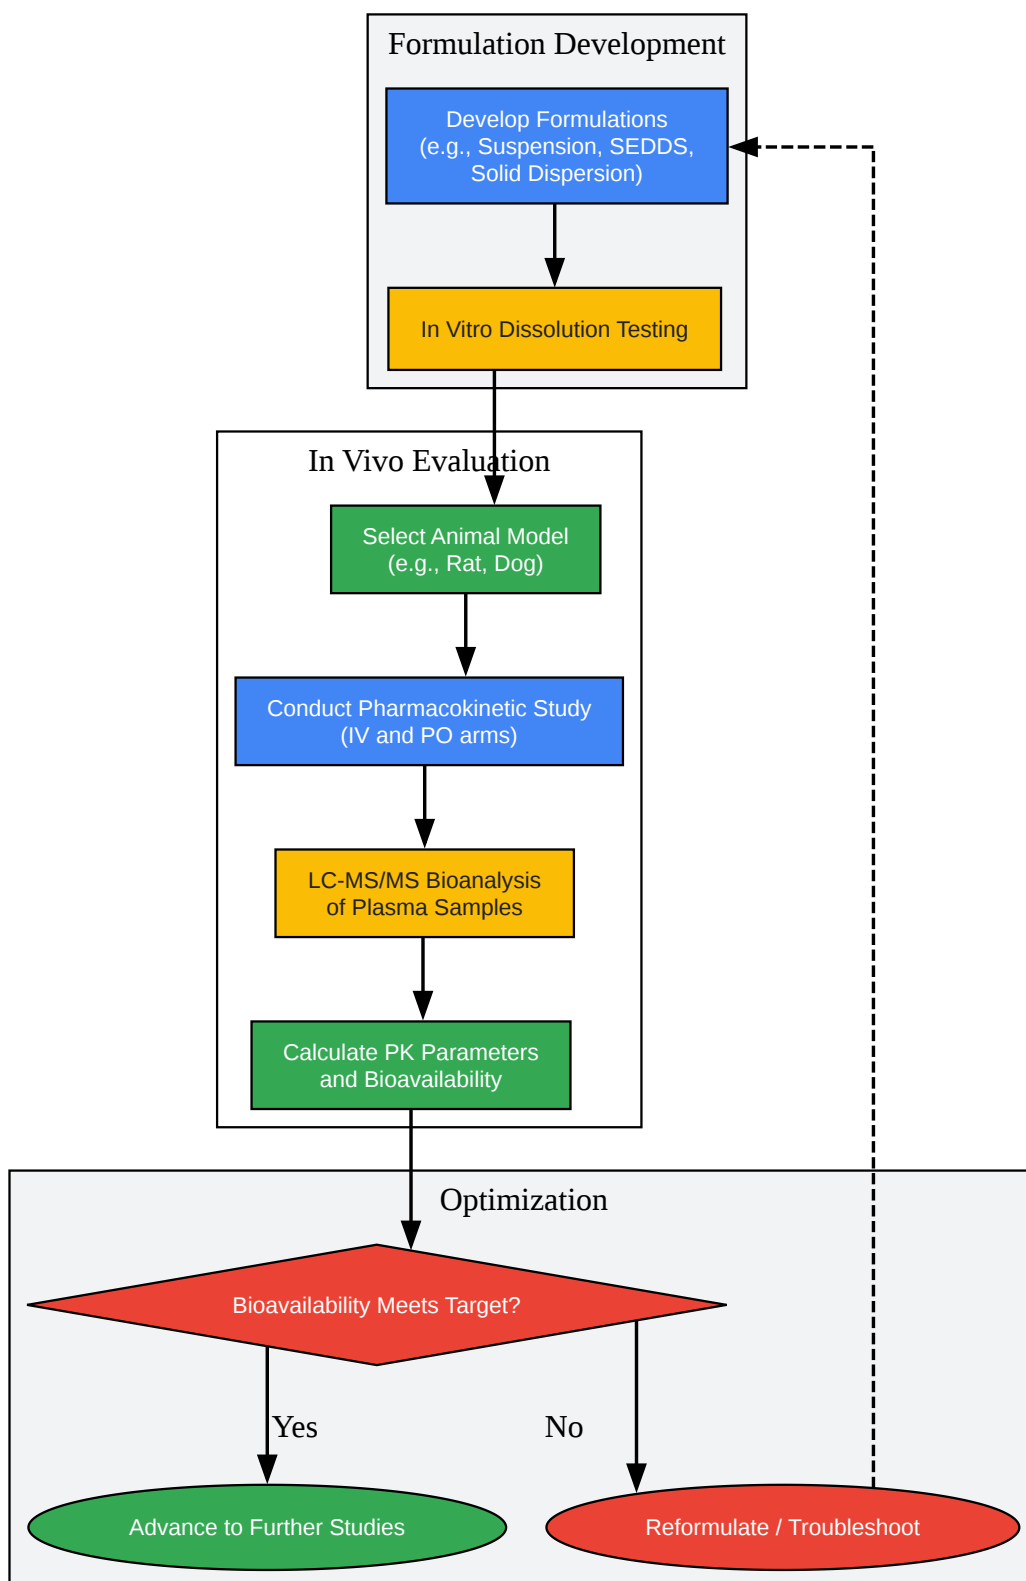 Formulation Development
Develop Formulations
(e.g., Suspension, SEDDS,
Solid Dispersion)
In Vitro Dissolution Testing
In Vivo Evaluation
Select Animal Model
(e.g., Rat, Dog)
Conduct Pharmacokinetic Study
(IV and PO arms)
LC-MS/MS Bioanalysis
of Plasma Samples
Calculate PK Parameters
and Bioavailability
Optimization
Bioavailability Meets Target?
Yes
No
Advance to Further Studies
Reformulate / Troubleshoot